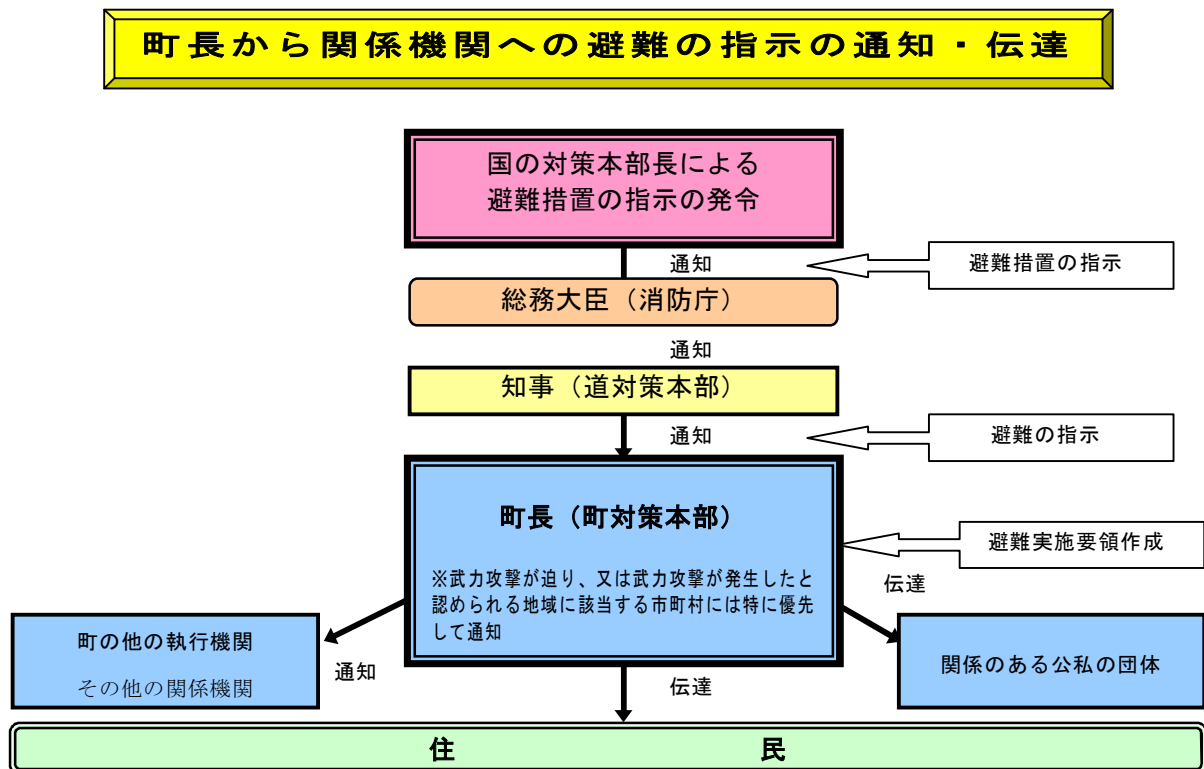 町長から関係機関への避難の指示の通知・伝達
国の対策本部長による
避難措置の指示の発令
通知
避難措置の指示
総務大臣（消防庁）
通知
知事（道対策本部）
通知
避難の指示
町長（町対策本部）
避難実施要領作成
※武力攻撃が迫り、又は武力攻撃が発生したと
認められる地域に該当する市町村には特に優先
して通知
伝達
町の他の執行機関
その他の関係機関
通知
伝達
関係のある公私の団体
住民